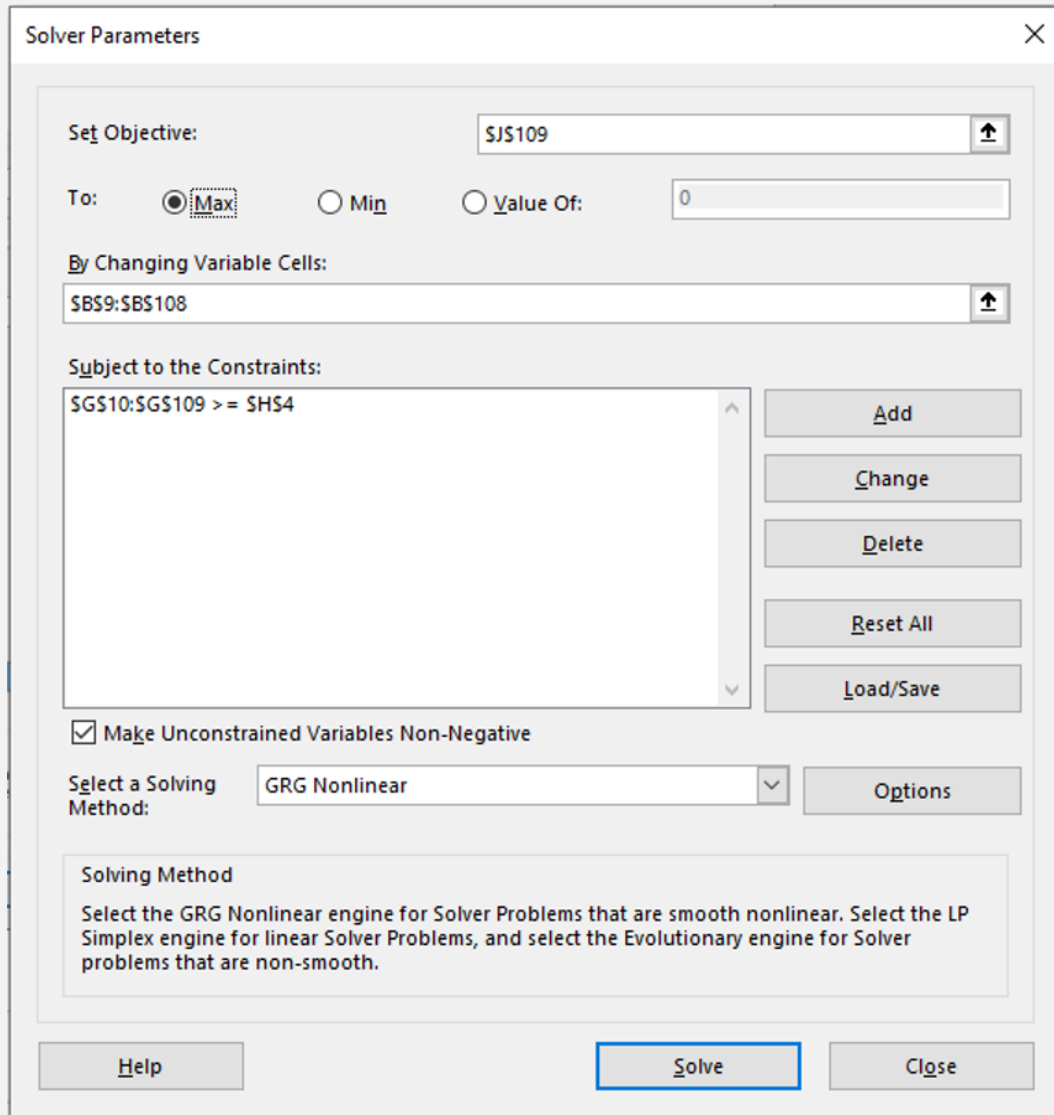 Solver Parameters
Set Objective:
$J$109
To:
Max
Min
Value Of:
0
By Changing Variable Cells:
$B$9:$B$108
Subject to the Constraints:
$G$10:$G$109 >= $H$4
Add
Change
Delete
Reset All
Load/Save
Make Unconstrained Variables Non-Negative
Select a Solving
Method:
GRG Nonlinear
Options
Solving Method
Select the GRG Nonlinear engine for Solver Problems that are smooth nonlinear. Select the LP
Simplex engine for linear Solver Problems, and select the Evolutionary engine for Solver
problems that are non-smooth.
Help
Solve
Close